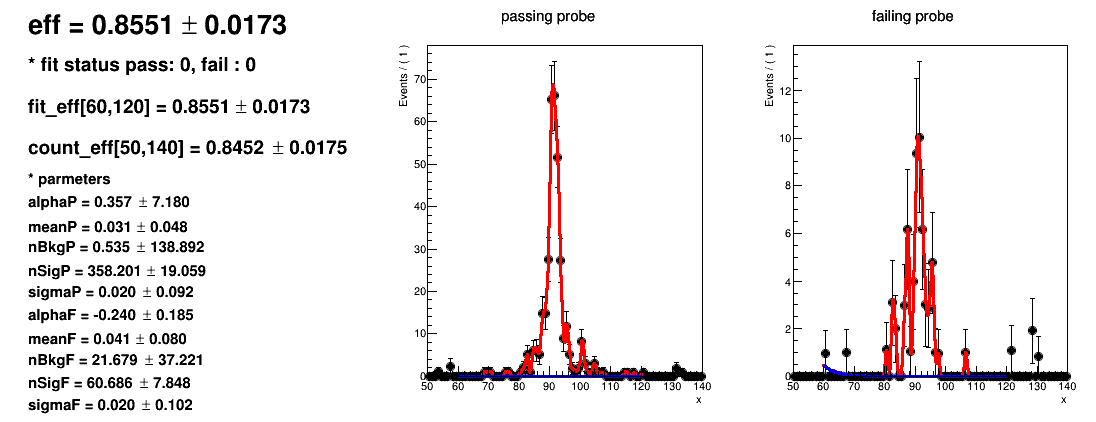 eff = 0.8551 ± 0.0173
* fit status pass: 0, fail : 0
fit_eff[60,120] = 0.8551 ± 0.0173
count_eff[50,140] = 0.8452 ± 0.0175
* parmeters
alphaP = 0.357 ± 7.180
meanP = 0.031 ± 0.048
nBkgP = 0.535 ± 138.892
nSigP = 358.201 ± 19.059
sigmaP = 0.020 ± 0.092
alphaF = -0.240 ± 0.185
meanF = 0.041 ± 0.080
nBkgF = 21.679 ± 37.221
nSigF = 60.686 ± 7.848
sigmaF = 0.020 ± 0.102
passing probe
Events / ( 1 )
70
60
50
40
30
20
10
0
50 60 70 80 90 100 110 120 130 140
x
failing probe
Events / ( 1 )
12
10
8
6
4
2
0
50 60 70 80 90 100 110 120 130 140
x